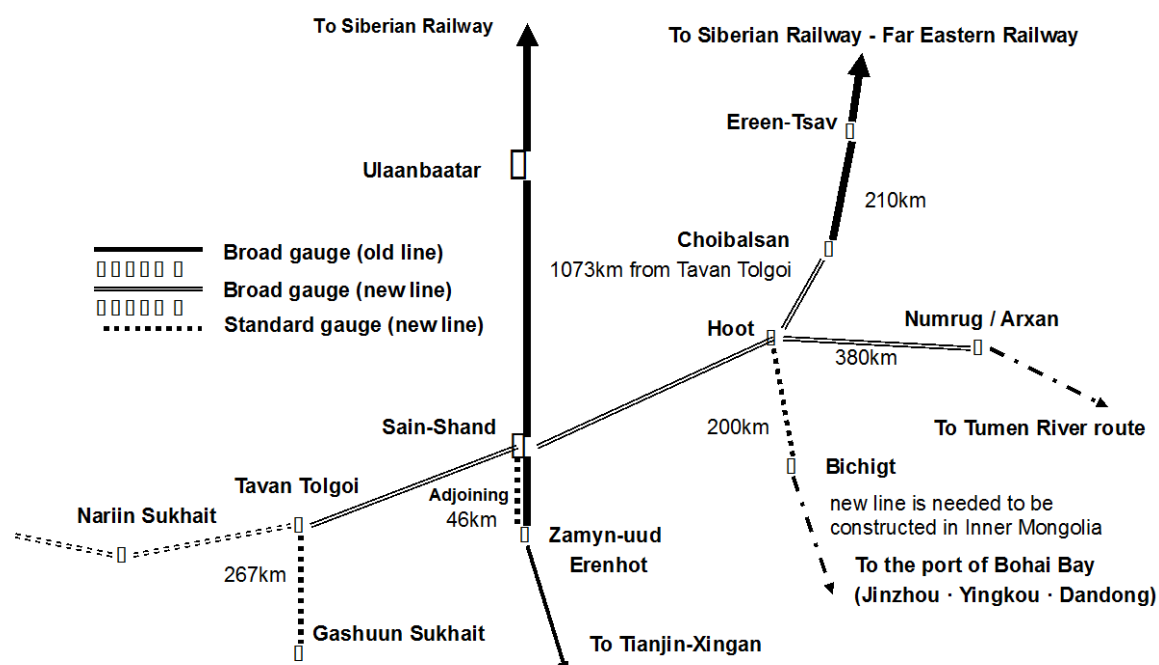 To Siberian Railway
To Siberian Railway - Far Eastern Railway
Ereen-Tsav
Ulaanbaatar
210km
Choibalsan
1073km from Tavan Tolgoi
Broad gauge (old line)
Broad gauge (new line)
Standard gauge (new line)
Hoot
Numrug / Arxan
380km
Sain-Shand
200km
To Tumen River route
Bichigt
Tavan Tolgoi
Adjoining
46km
Nariin Sukhait
new line is needed to be
constructed in Inner Mongolia
Zamyn-uud
Erenhot
267km
To the port of Bohai Bay
(Jinzhou · Yingkou · Dandong)
Gashuun Sukhait
To Tianjin-Xingan